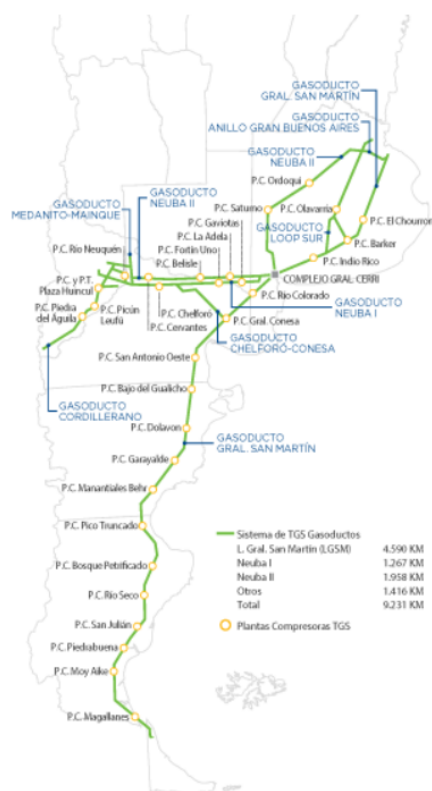 GASODUCTO
GRAL. SAN MARTÍN
GASODUCTO
ANILLO GRAN BUENOS AIRES
GASODUCTO
NEUBA II
P.C. Ordoqui
GASODUCTO
NEUBA II
GASODUCTO
MEDANITO-MAINQUE
P.C. Saturno
P.C. Olavarria
P.C. El Chourron
P.C. Gaviotas
P.C. La Adela
GASODUCTO
LOOP SUR
P.C. Barker
P.C. Río Neuquén
P.C. Fortín Uno
P.C. Belisle
P.C. Indio Rico
COMPLEJO GRAL. CERRI
P.C. y P.T.
Plaza Huincul
P.C. Río Colorado
P.C. Piedra
del Águila
P.C. Picún
Leufú
P.C. Chelforó
P.C. Cervantes
P.C. Gral. Conesa
GASODUCTO
NEUBA I
GASODUCTO
CHELFORÓ-CONESA
P.C. San Antonio Oeste
P.C. Bajo del Gualicho
GASODUCTO
CORDILLERANO
P.C. Dolavon
GASODUCTO
GRAL. SAN MARTÍN
P.C. Garayalde
P.C. Manantiales Behr
P.C. Pico Truncado
Sistema de TGS Gasoductos
L. Gral. San Martín (LGSM) 4.590 KM
Neuba I 1.267 KM
Neuba II 1.958 KM
Otros 1.416 KM
Total 9.231 KM
Plantas Compresoras TGS
P.C. Bosque Petrificado
P.C. Río Seco
P.C. San Julián
P.C. Piedrabuena
P.C. Moy Aike
P.C. Magallanes